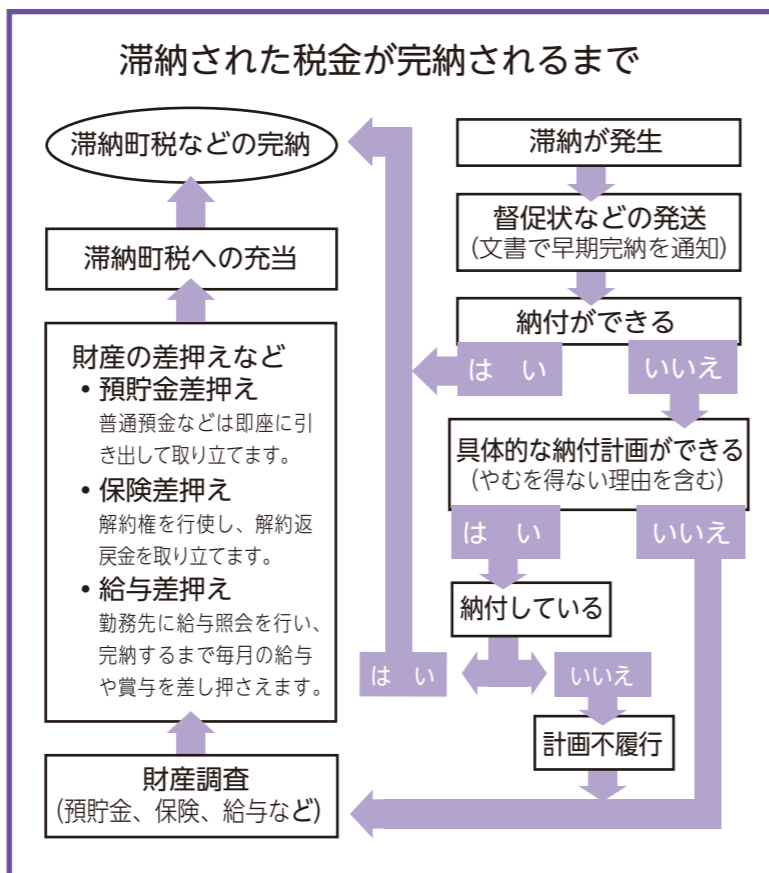 滞納された税金が完納されるまで
滞納が発生
督促状などの発送
(文書で早期完納を通知)
納付ができる
は い
いいえ
具体的な納付計画ができる
(やむを得ない理由を含む)
は い
いいえ
納付している
は い
いいえ
計画不履行
財産調査
(預貯金、保険、給与など)
財産の差押えなど
・預貯金差押え
普通預金などは即座に引
き出して取り立てます。
・保険差押え
解約権を行使し、解約返
戻金を取り立てます。
・給与差押え
勤務先に給与照会を行い、
完納するまで毎月の給与
や賞与を差し押さえます。
滞納町税への充当
滞納町税などの完納